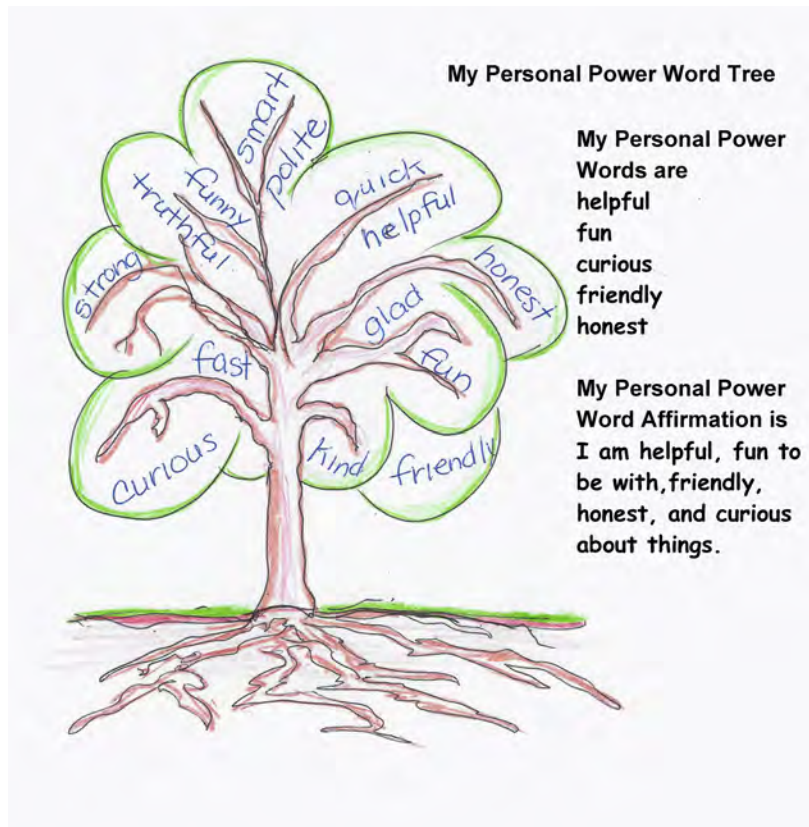 My Personal Power Word Tree
smart
polite
funny
truthful
quick
helpful
strong
honest
glad
fast
fun
curious
kind
friendly
My Personal Power
Words are
helpful
fun
curious
friendly
honest
My Personal Power
Word Affirmation is
I am helpful, fun to
be with,friendly,
honest, and curious
about things.